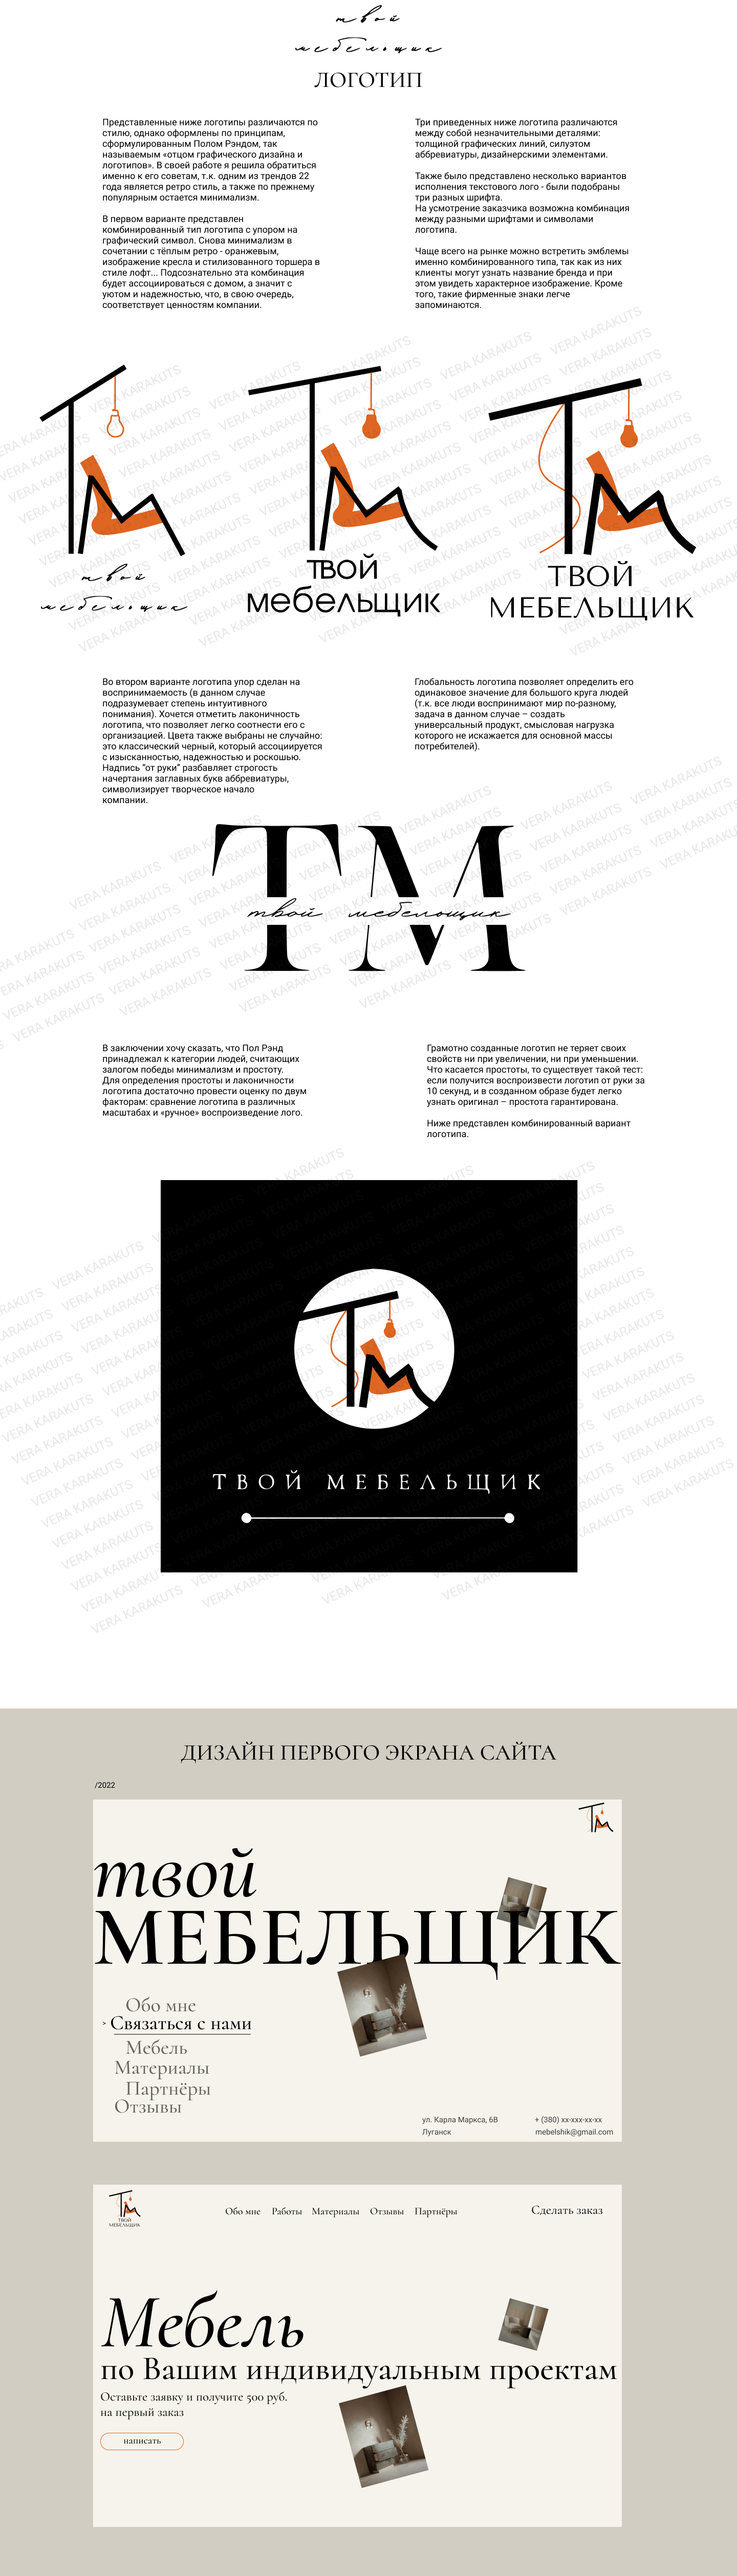 твой
мебельщик
ЛОГОТИП
Представленные ниже логотипы различаются по
стилю, однако оформлены по принципам,
сформулированным Полом Рэндом, так
называемым «отцом графического дизайна и
логотипов». В своей работе я решила обратиться
именно к его советам, т.к. одним из трендов 22
года является ретро стиль, а также по прежнему
популярным остается минимализм.
В первом варианте представлен
комбинированный тип логотипа с упором на
графический символ. Снова минимализм в
сочетании с тёплым ретро - оранжевым,
изображение кресла и стилизованного торшера в
стиле лофт... Подсознательно эта комбинация
будет ассоциироваться с домом, а значит с
уютом и надежностью, что, в свою очередь,
соответствует ценностям компании.
Три приведенных ниже логотипа различаются
между собой незначительными деталями:
толщиной графических линий, силуэтом
аббревиатуры, дизайнерскими элементами.
Также было представлено несколько вариантов
исполнения текстового лого - были подобраны
три разных шрифта.
На усмотрение заказчика возможна комбинация
между разными шрифтами и символами
логотипа.
Чаще всего на рынке можно встретить эмблемы
именно комбинированного типа, так как из них
клиенты могут узнать название бренда и при
этом увидеть характерное изображение. Кроме
того, такие фирменные знаки легче
запоминаются.
VERA KARAKUTS
Тм
твой
мебельщик
Тм
твой
мебельщик
Тм
ТВОЙ
МЕБЕЛЬЩИК
Во втором варианте логотипа упор сделан на
воспринимаемость (в данном случае
подразумевает степень интуитивного
понимания). Хочется отметить лаконичность
логотипа, что позволяет легко соотнести его с
организацией. Цвета также выбраны не случайно:
это классический черный, который ассоциируется
с изысканностью, надежностью и роскошью.
Надпись "от руки" разбавляет строгость
начертания заглавных букв аббревиатуры,
символизирует творческое начало
компании.
Глобальность логотипа позволяет определить его
одинаковое значение для большого круга людей
(т.к. все люди воспринимают мир по-разному,
задача в данном случае – создать
универсальный продукт, смысловая нагрузка
которого не искажается для основной массы
потребителей).
VERA KARAKUTS
ТМ
твой мебельщик
В заключении хочу сказать, что Пол Рэнд
принадлежал к категории людей, считающих
залогом победы минимализм и простоту.
Для определения простоты и лаконичности
логотипа достаточно провести оценку по двум
факторам: сравнение логотипа в различных
масштабах и «ручное» воспроизведение лого.
Грамотно созданные логотип не теряет своих
свойств ни при увеличении, ни при уменьшении.
Что касается простоты, то существует такой тест:
если получится воспроизвести логотип от руки за
10 секунд, и в созданном образе будет легко
узнать оригинал – простота гарантирована.
Ниже представлен комбинированный вариант
логотипа.
VERA KARAKUTS
Тм
ТВОЙ МЕБЕЛЬЩИК
ДИЗАЙН ПЕРВОГО ЭКРАНА САЙТА
/2022
Тм
твой
МЕБЕЛЬЩИК
Обо мне
> Связаться с нами
Мебель
Материалы
Партнёры
Отзывы
ул. Карла Маркса, 6В
Луганск
+ (380) xx-xxx-xx-xx
mebelshik@gmail.com
Тм
ТВОЙ
МЕБЕЛЬЩИК
Обо мне Работы Материалы Отзывы Партнёры
Сделать заказ
Мебель
по Вашим индивидуальным проектам
Оставьте заявку и получите 500 руб.
на первый заказ
написать